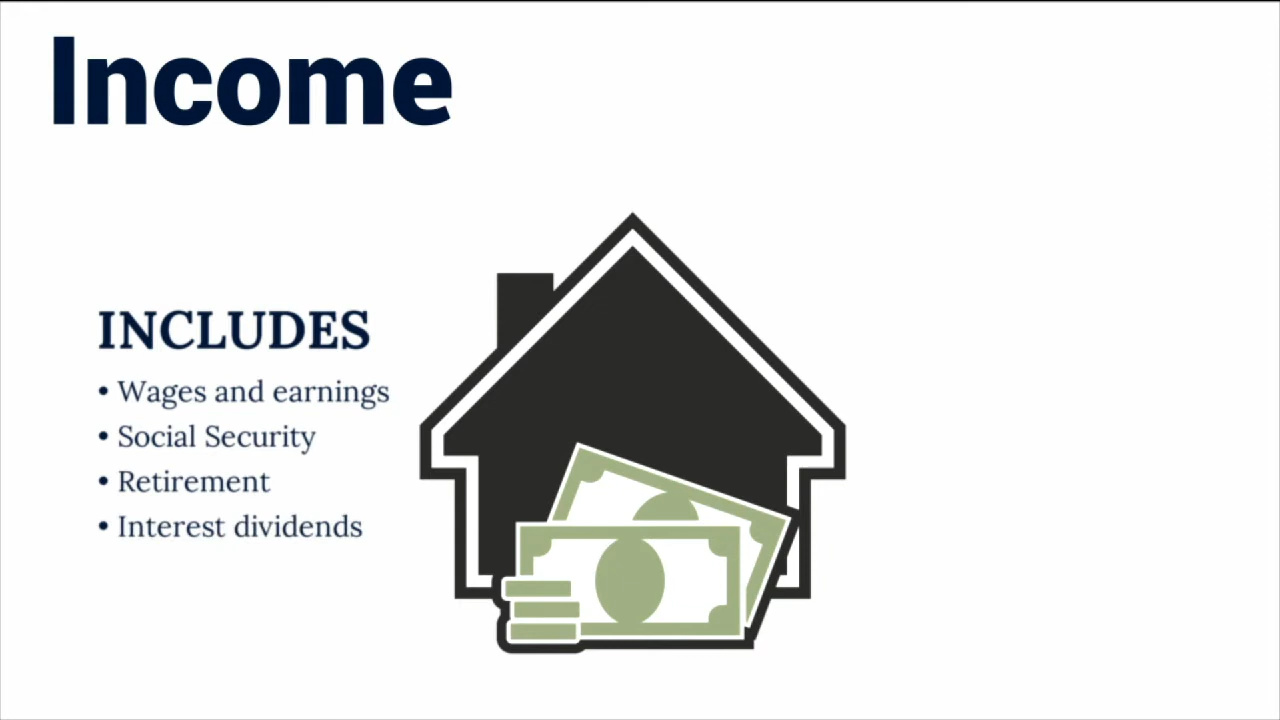 Income
INCLUDES
• Wages and earnings
• Social Security
• Retirement
• Interest dividends